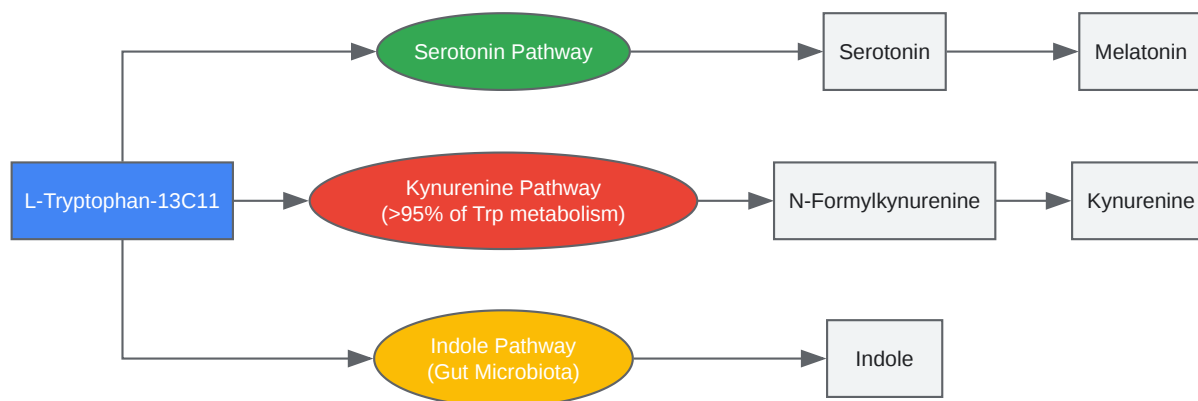 Serotonin Pathway
Serotonin
Melatonin
L-Tryptophan-13C11
Kynurenine Pathway
(>95% of Trp metabolism)
N-Formylkynurenine
Kynurenine
Indole Pathway
(Gut Microbiota)
Indole